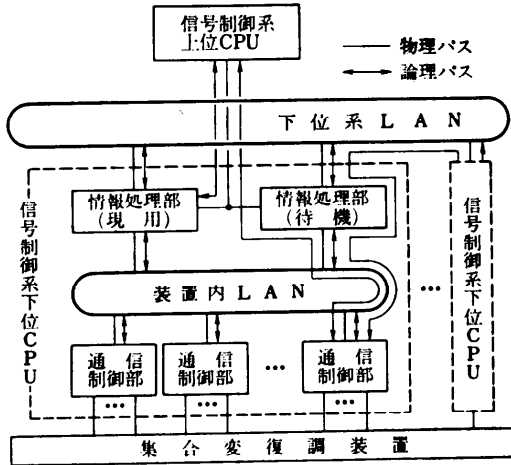 信号制御系
上位CPU
物理パス
論理パス
下位系LAN
情報処理部
(現用)
情報処理部
(待機)
信号制御系下位CPU
信号制御系下位CPU
装置内LAN
…
通信
制御部
通信
制御部
…
通信
制御部
…
…
…
集合変復調装置